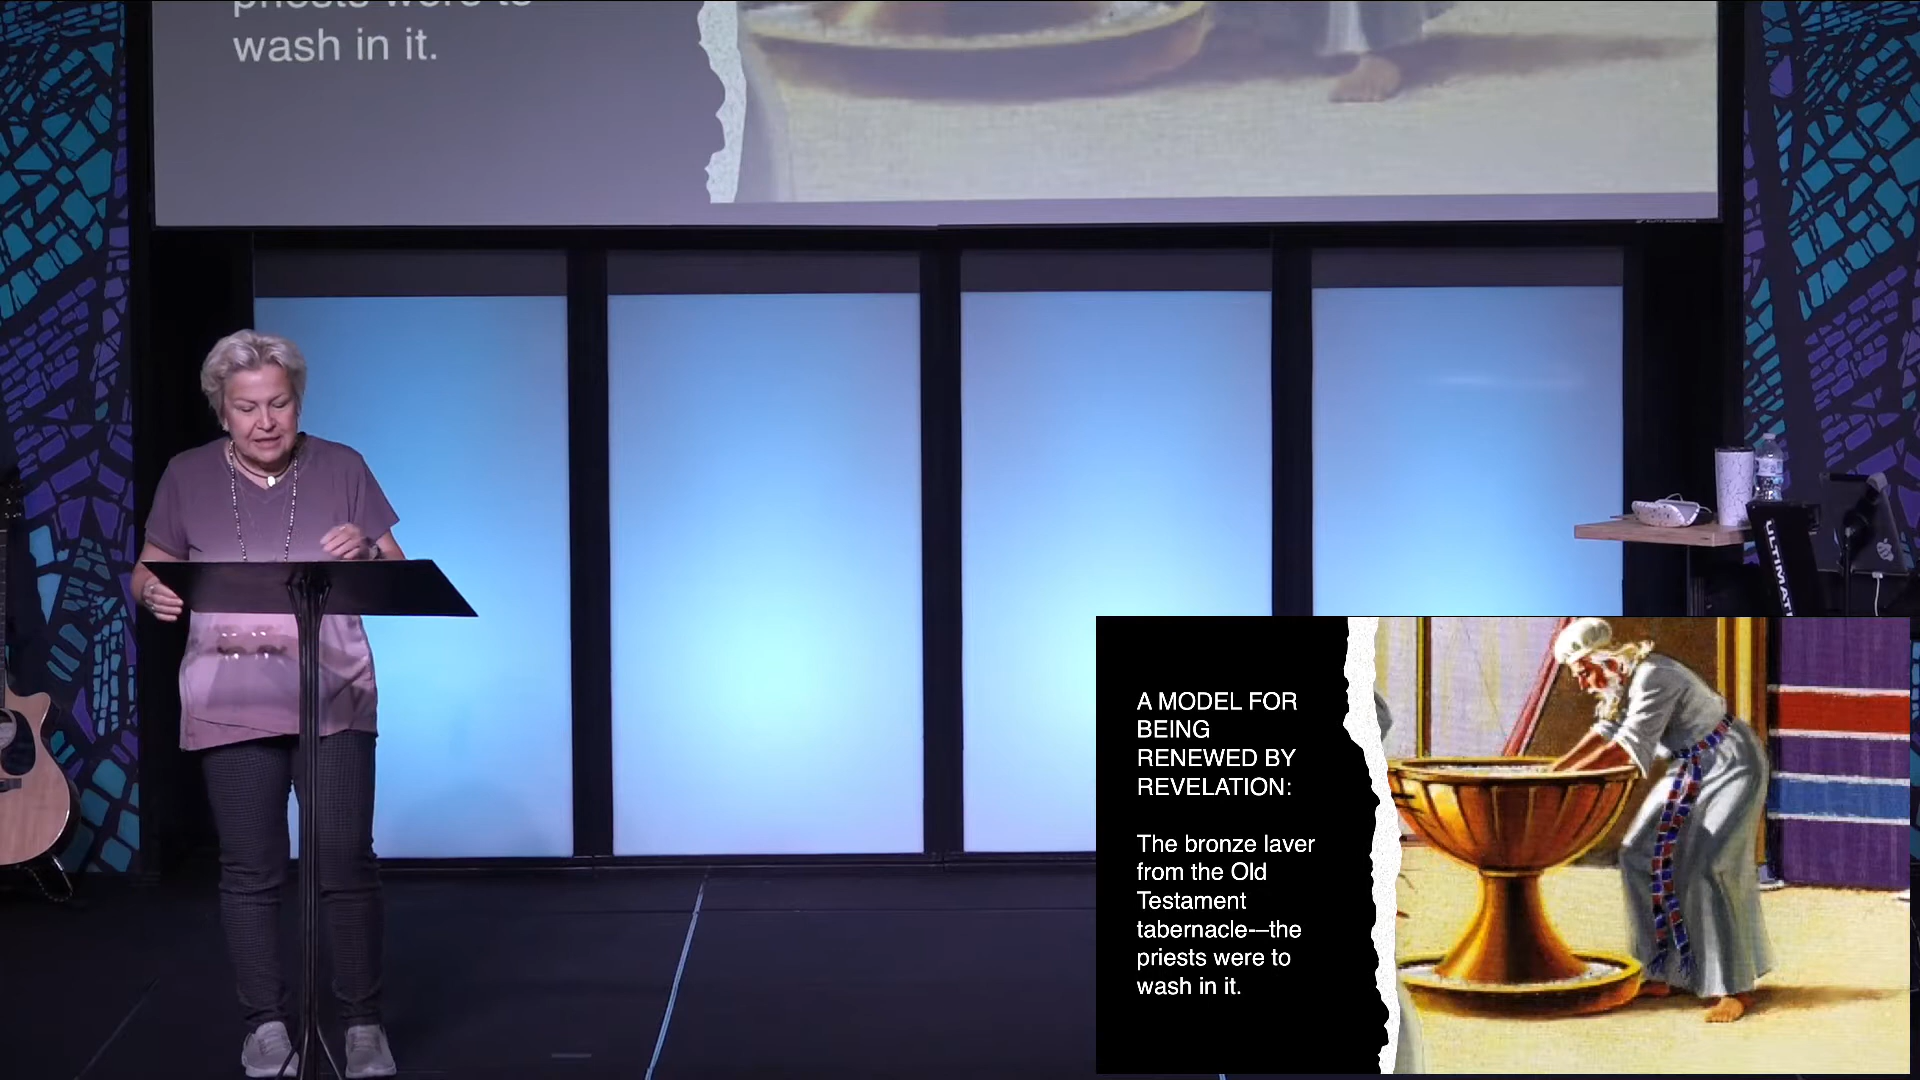 wash in it.
ULTIMAT
A MODEL FOR
BEING
RENEWED BY
REVELATION:
The bronze laver
from the Old
Testament
tabernacle-–the
priests were to
wash in it.